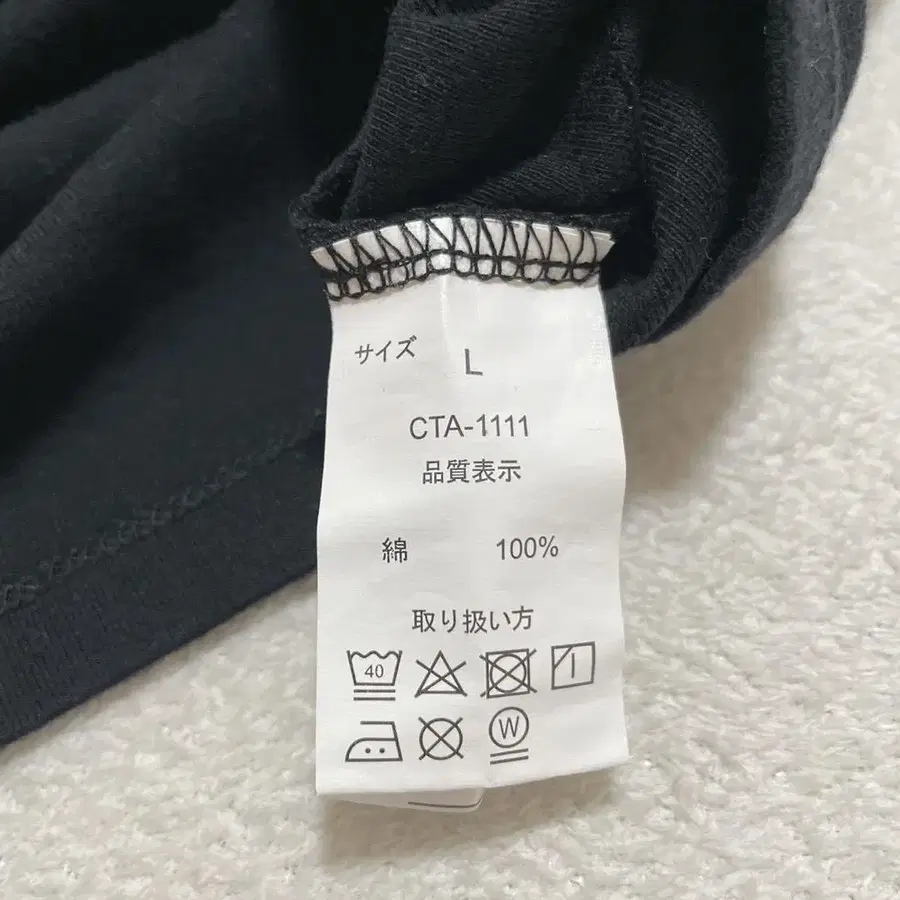 サイズ L
CTA-1111
品質表示
綿 100%
取り扱い方
40
W